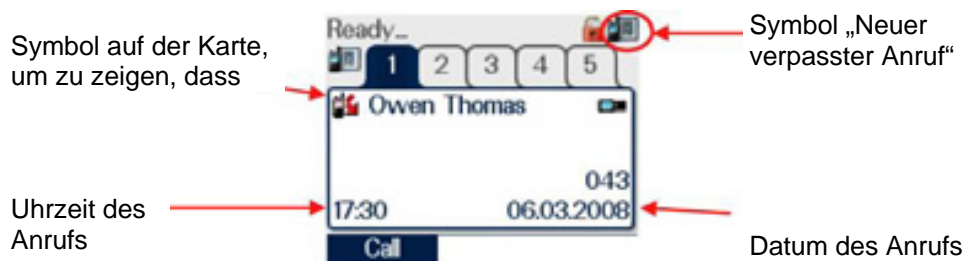 Symbol auf der Karte,
um zu zeigen, dass
Uhrzeit des
Anrufs
Ready...
1 2 3 4 5
Owen Thomas
043
17:30 06.03.2008
Call
Symbol „Neuer
verpasster Anruf“
Datum des Anrufs